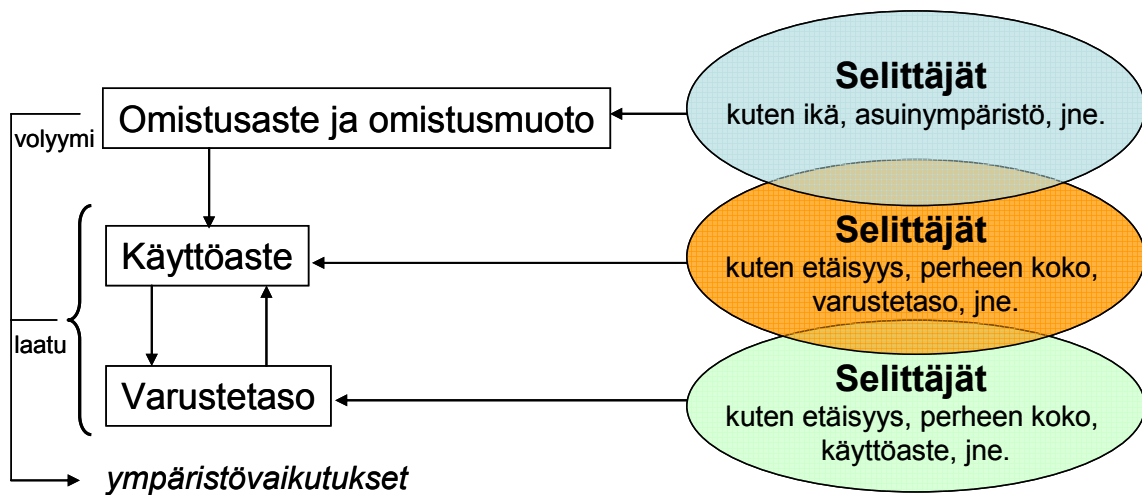 Selittäjät
kuten ikä, asuinympäristö, jne.
Omistusaste ja omistusmuoto
volyymi
Selittäjät
kuten etäisyys, perheen koko,
varustetaso, jne.
Käyttöaste
laatu
Selittäjät
kuten etäisyys, perheen koko,
käyttöaste, jne.
Varustetaso
ympäristövaikutukset